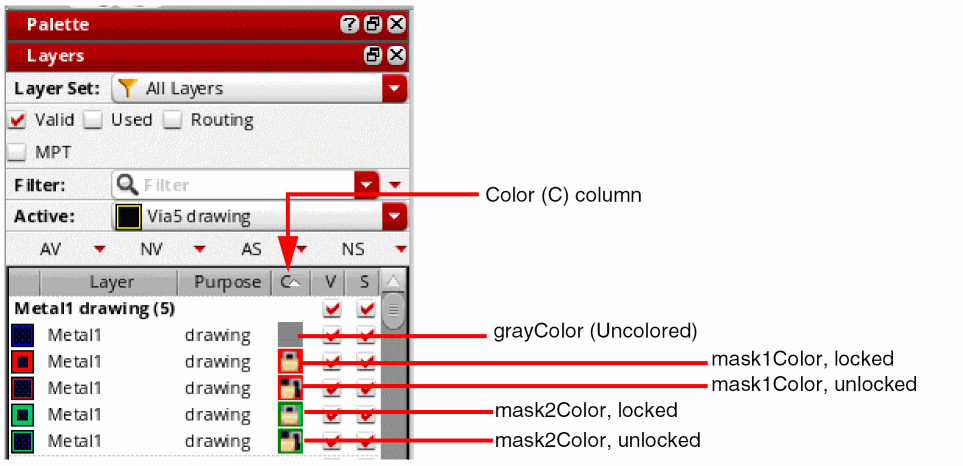 Palette
Layers
Layer Set: All Layers
Valid Used Routing
MPT
Filter: Filter
Color (C) column
Active: Via5 drawing
AV NV AS NS
Layer Purpose C V S
Metal1 drawing (5)
Metal1 drawing
grayColor (Uncolored)
Metal1 drawing
mask1Color, locked
Metal1 drawing
mask1Color, unlocked
Metal1 drawing
mask2Color, locked
Metal1 drawing
mask2Color, unlocked